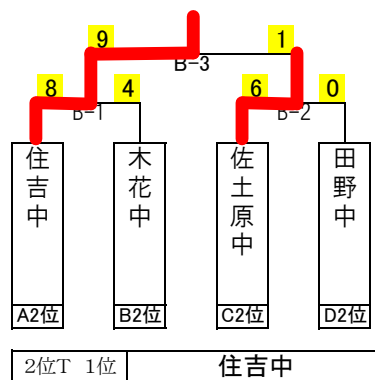 9 1
B-3
8 4 6 0
B-1 B-2
住吉中 木花中 佐土原中 田野中
A2位 B2位 C2位 D2位
2位T 1位 住吉中